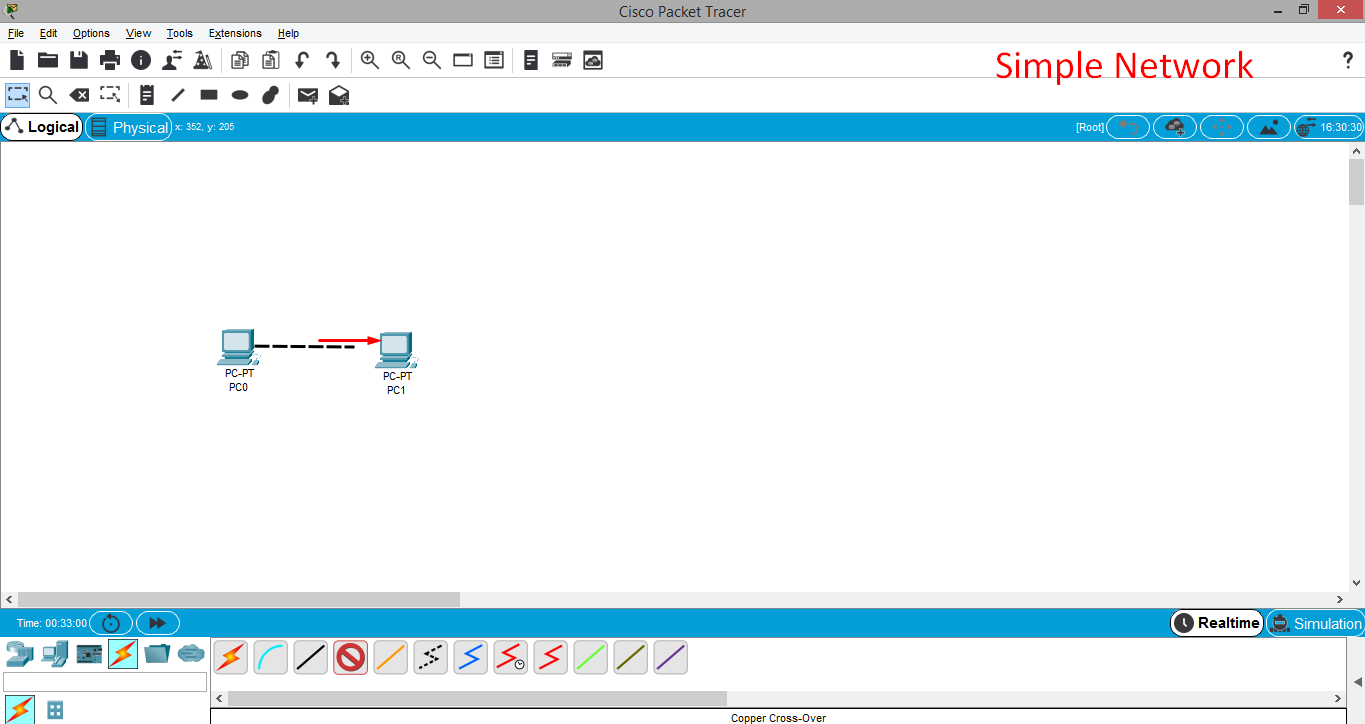 Cisco Packet Tracer
File Edit Options View Tools Extensions Help
Simple Network
?
Logical Physical x: 352, y: 205 [Root] 16:30:30
PC-PT
PC0
PC-PT
PC1
Time: 00:33:00 Realtime Simulation
Copper Cross-Over